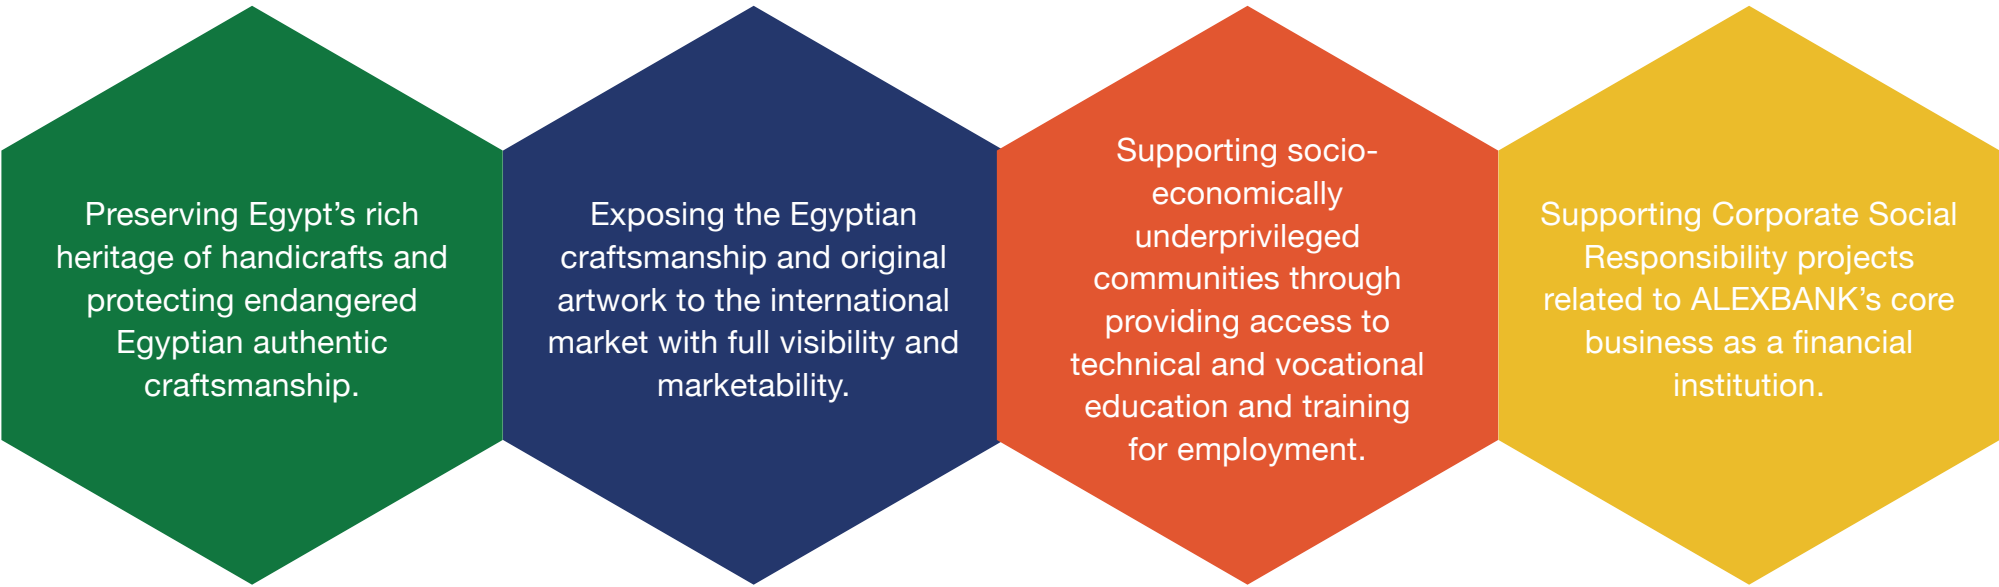 Preserving Egypt’s rich
heritage of handicrafts and
protecting endangered
Egyptian authentic
craftsmanship.
Exposing the Egyptian
craftsmanship and original
artwork to the international
market with full visibility and
marketability.
Supporting socio-
economically
underprivileged
communities through
providing access to
technical and vocational
education and training
for employment.
Supporting Corporate Social
Responsibility projects
related to ALEXBANK’s core
business as a financial
institution.